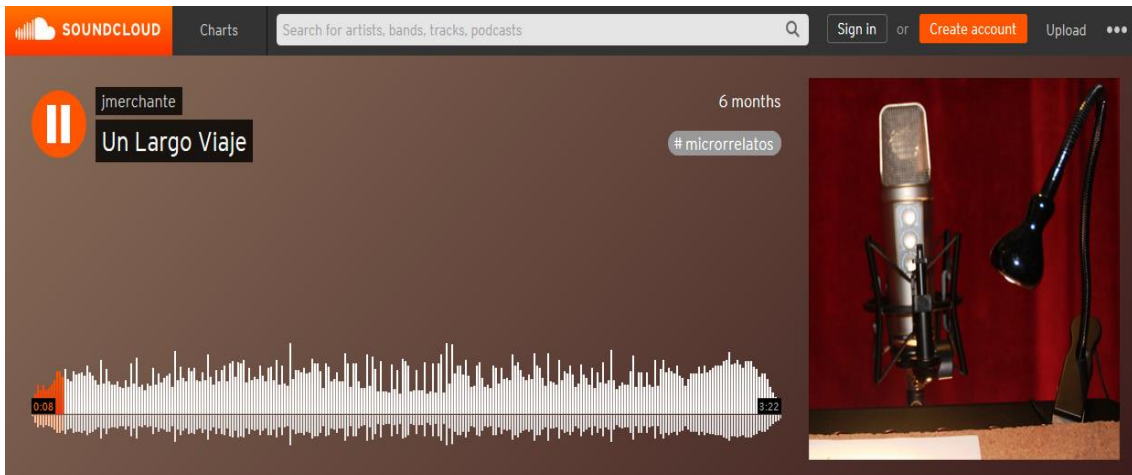 SOUNDCLOUD
Charts
Search for artists, bands, tracks, podcasts
Sign in or Create account
Upload
jmerchante
6 months
Un Largo Viaje
# microrrelatos
0:08
3:22